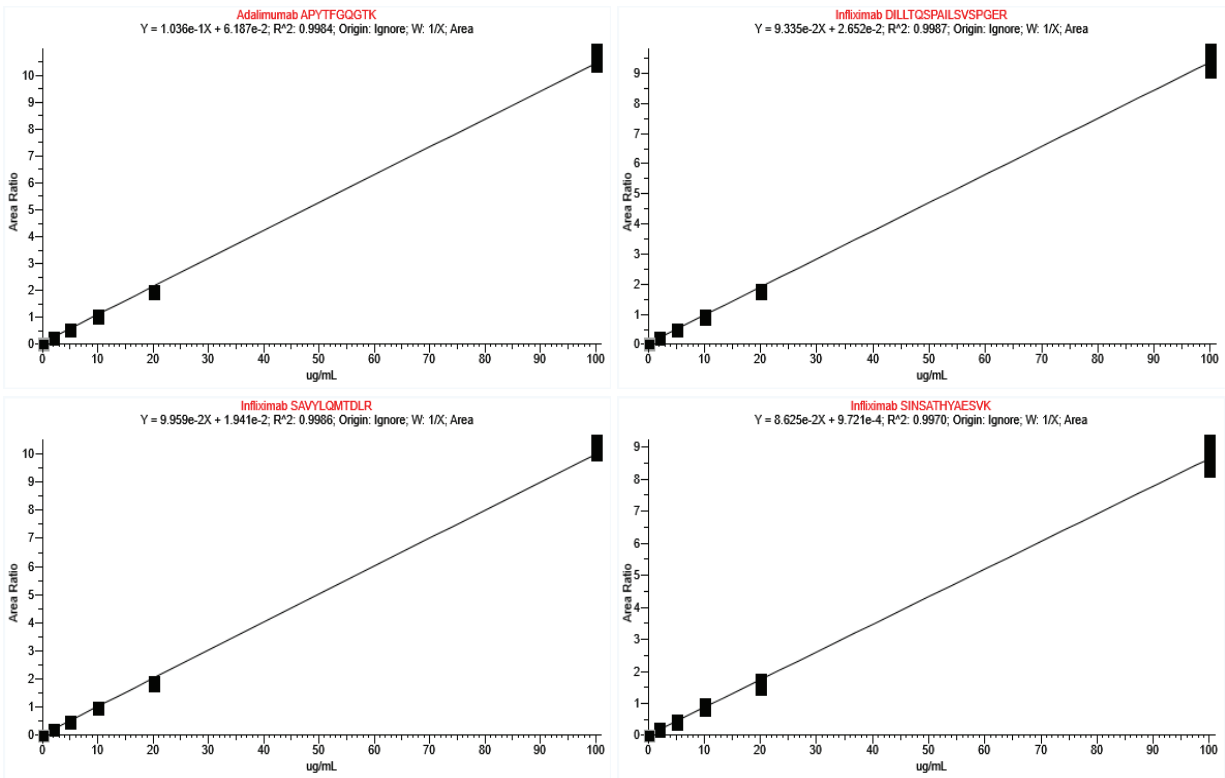 Adalimumab APYTFGQGTK
Y = 1.036e-1X + 6.187e-2; R^2: 0.9984; Origin: Ignore; W: 1/X; Area
10
9
8
7
6
5
4
3
2
1
0
Area Ratio
0 10 20 30 40 50 60 70 80 90 100
ug/mL
Infliximab DILLTQSPAILSVSPGER
Y = 9.335e-2X + 2.652e-2; R^2: 0.9987; Origin: Ignore; W: 1/X; Area
9
8
7
6
5
4
3
2
1
0
Area Ratio
0 10 20 30 40 50 60 70 80 90 100
ug/mL
Infliximab SAVYLQMTDLR
Y = 9.959e-2X + 1.941e-2; R^2: 0.9986; Origin: Ignore; W: 1/X; Area
10
9
8
7
6
5
4
3
2
1
0
Area Ratio
0 10 20 30 40 50 60 70 80 90 100
ug/mL
Infliximab SINSATHYAESVK
Y = 8.625e-2X + 9.721e-4; R^2: 0.9970; Origin: Ignore; W: 1/X; Area
9
8
7
6
5
4
3
2
1
0
Area Ratio
0 10 20 30 40 50 60 70 80 90 100
ug/mL